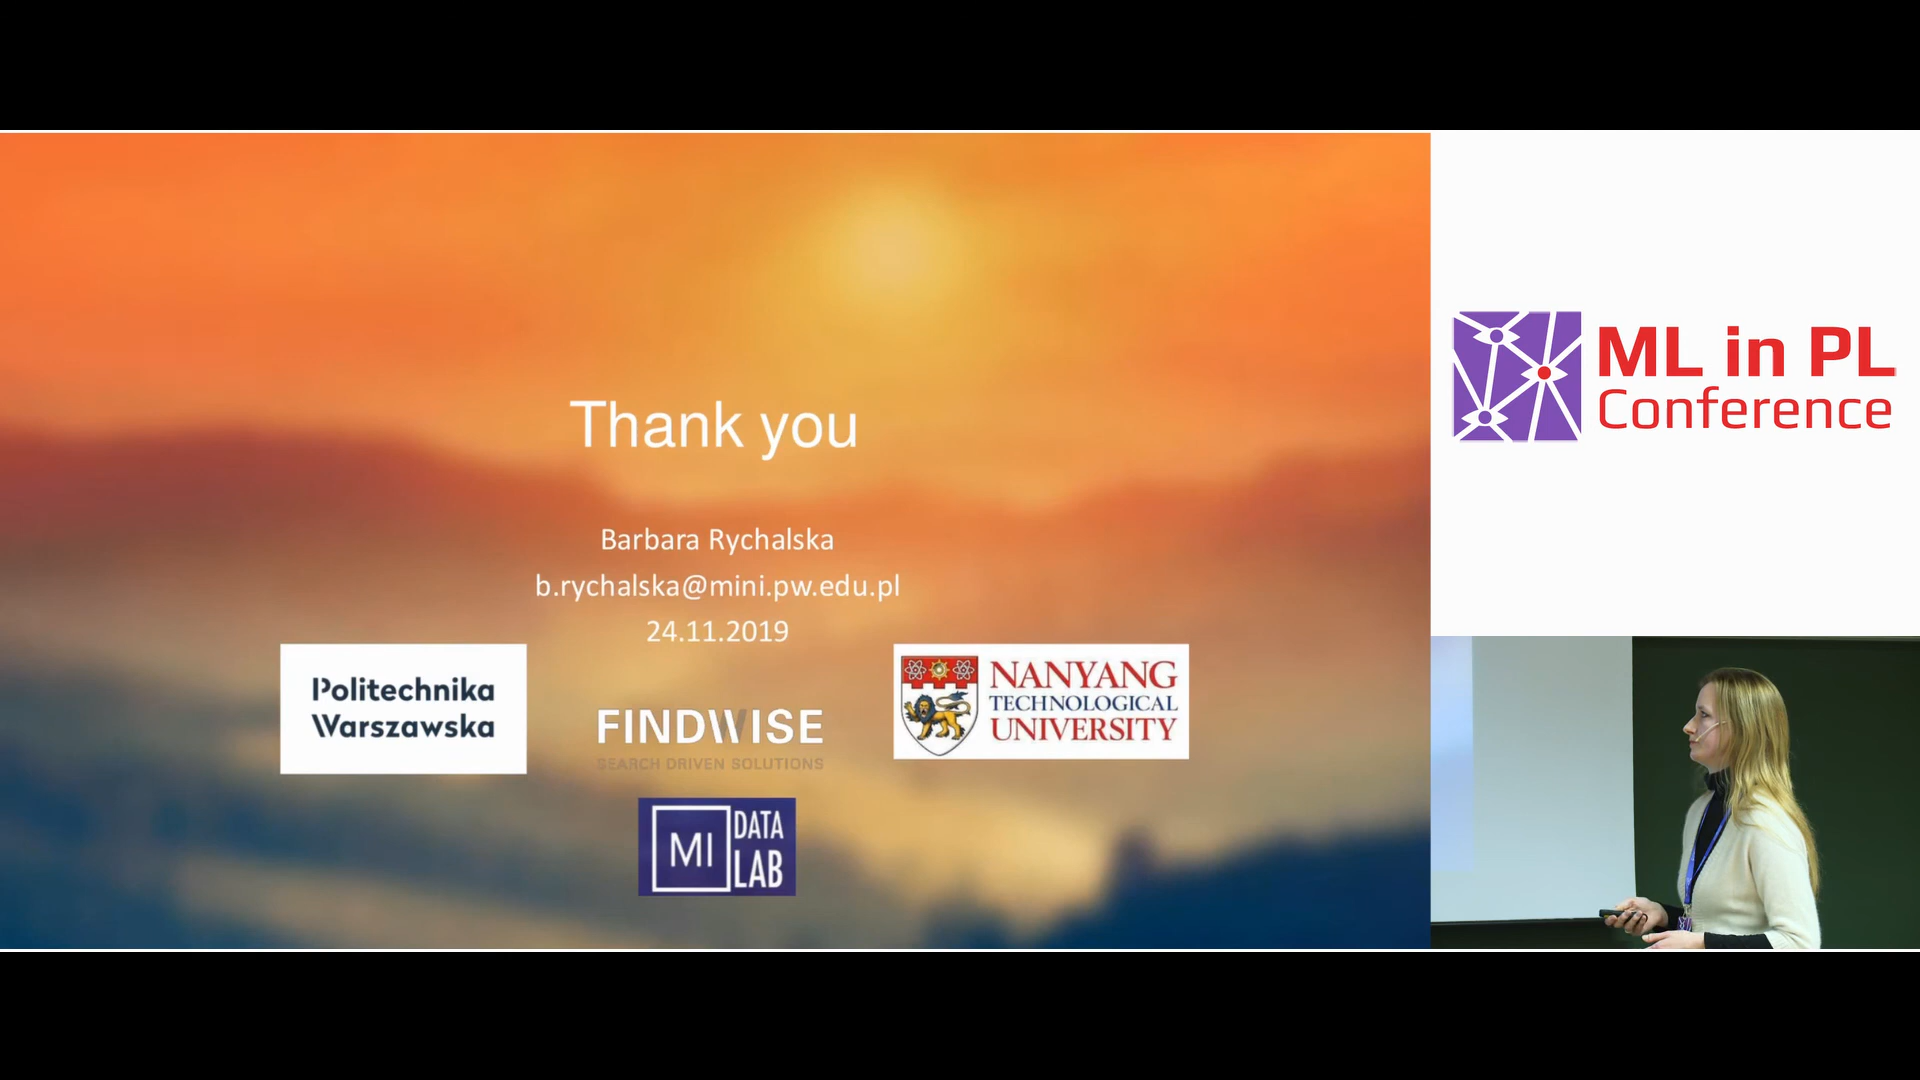 Thank you
Barbara Rychalska
b.rychalska@mini.pw.edu.pl
24.11.2019
Politechnika
Warszawska
FINDWISE
SEARCH DRIVEN SOLUTIONS
NANYANG
TECHNOLOGICAL
UNIVERSITY
MI DATA
LAB
ML in PL
Conference